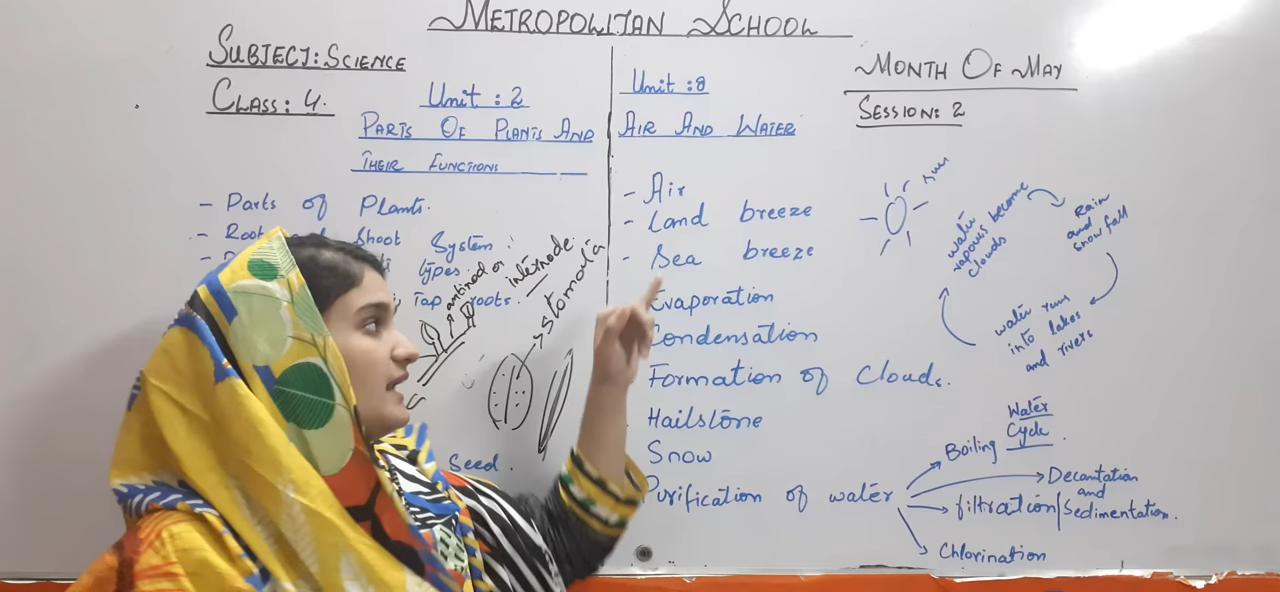 METROPOLITAN SCHOOL
SUBJECT: SCIENCE
CLASS: 4.
Unit : 2
PARTS OF PLANTS AND
THEIR FUNCTIONS
- Parts of Plants.
- Root Shoot System
types
Tap roots.
antinod or
internode
stomata
Seed.
Unit : 8
AIR AND WATER
- Air
- Land breeze
- Sea breeze
Evaporation
Condensation
Formation of Clouds.
Hailstone
Snow
Purification of water
MONTH OF MAY
SESSION: 2
sun
water
vapours become
clouds
Rain
and
snow fall
water runs
into lakes
and rivers
Water
Cycle
Boiling
Decantation
and
filtration/Sedimentation.
Chlorination